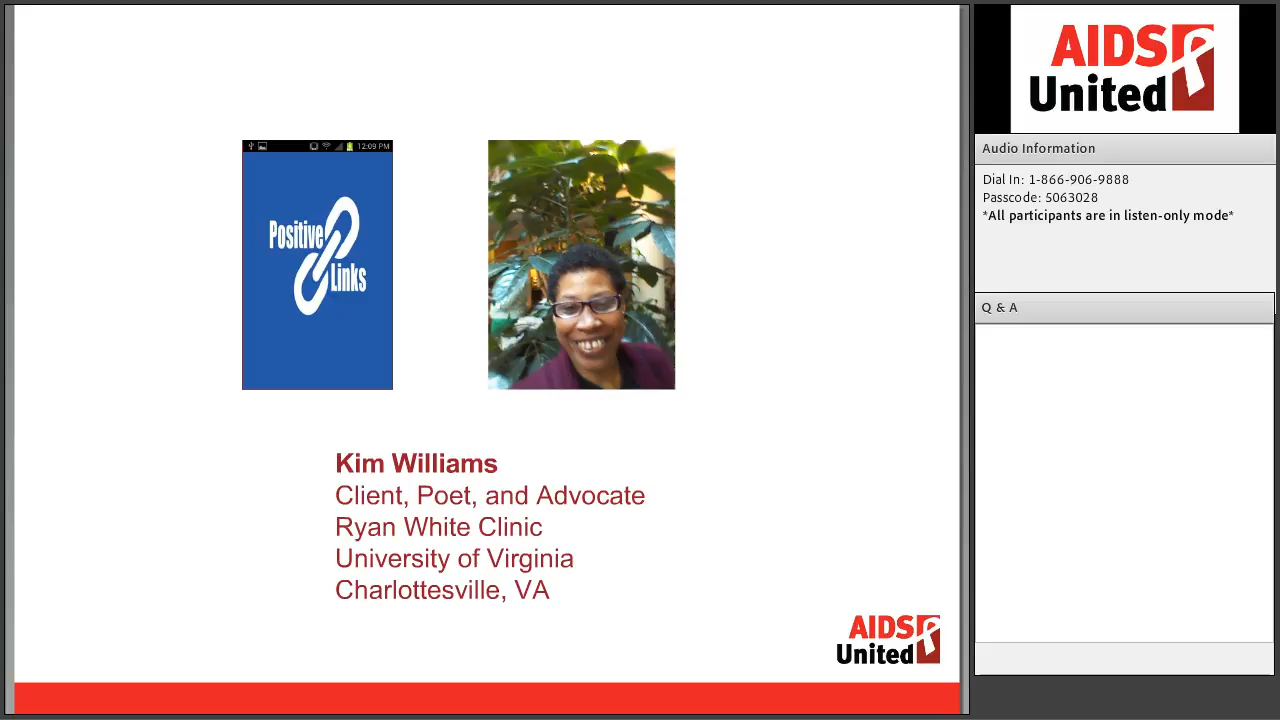 12:09 PM
Positive
Links
Kim Williams
Client, Poet, and Advocate
Ryan White Clinic
University of Virginia
Charlottesville, VA
AIDS
United
AIDS
United
Audio Information
Dial In: 1-866-906-9888
Passcode: 5063028
*All participants are in listen-only mode*
Q & A